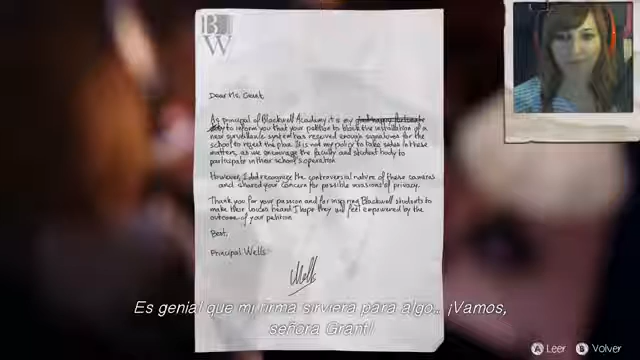 B
W
Dear Ms. Grant,
As principal of Blackwell Academy it is my
duty to inform you that your petition to block the installation of a
new surveillance system has received enough signatures for the
school to reject the plan. It is not my policy to take sides in these
matters, as we encourage the faculty and student body to
participate in their school's operation.
However, I did recognize the controversial nature of these cameras
and shared your concern for possible invasions of privacy.
Thank you for your passion and for inspiring Blackwell students to
make their voices heard. I hope they will feel empowered by the
outcome of your petition.
Best,
Principal Wells
Es genial que mi firma sirviera para algo... ¡Vamos,
señora Grant!
A Leer B Volver